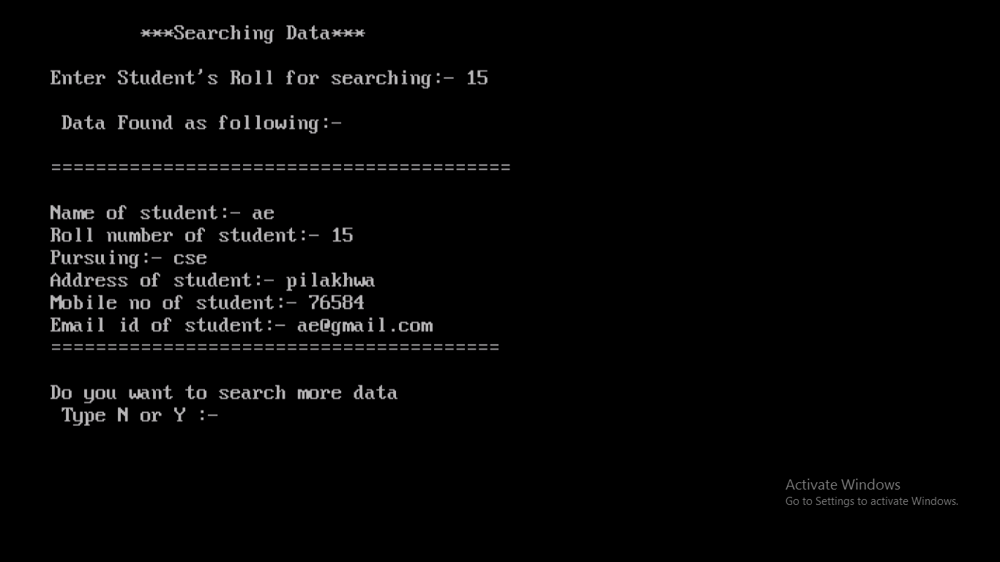 ***Searching Data***
Enter Student's Roll for searching:- 15
Data Found as following:-
=========================================
Name of student:- ae
Roll number of student:- 15
Pursuing:- cse
Address of student:- pilakhwa
Mobile no of student:- 76584
Email id of student:- ae@gmail.com
========================================
Do you want to search more data
Type N or Y :-
Activate Windows
Go to Settings to activate Windows.